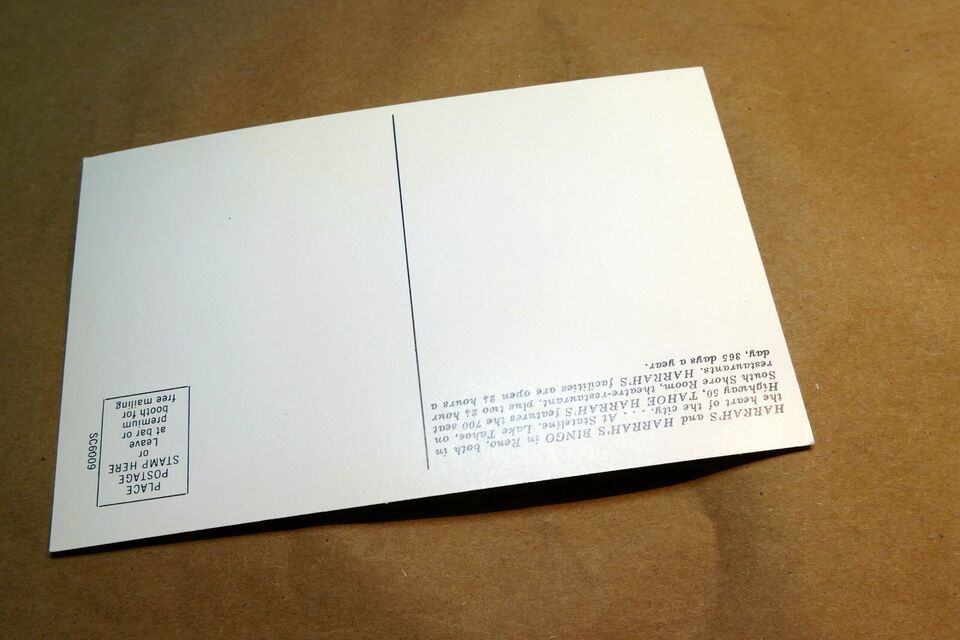 HARRAH'S and HARRAH'S BINGO in Reno, both in
the heart of the city. . . . At Stateline, Lake Tahoe, on
Highway 50, TAHOE HARRAH'S features the 700 seat
South Shore Room, theatre-restaurant, plus two 24 hour
restaurants. HARRAH'S facilities are open 24 hours a
day, 365 days a year.
PLACE
POSTAGE
STAMP HERE
or
Leave
at bar or
premium
booth for
free mailing
SC6009